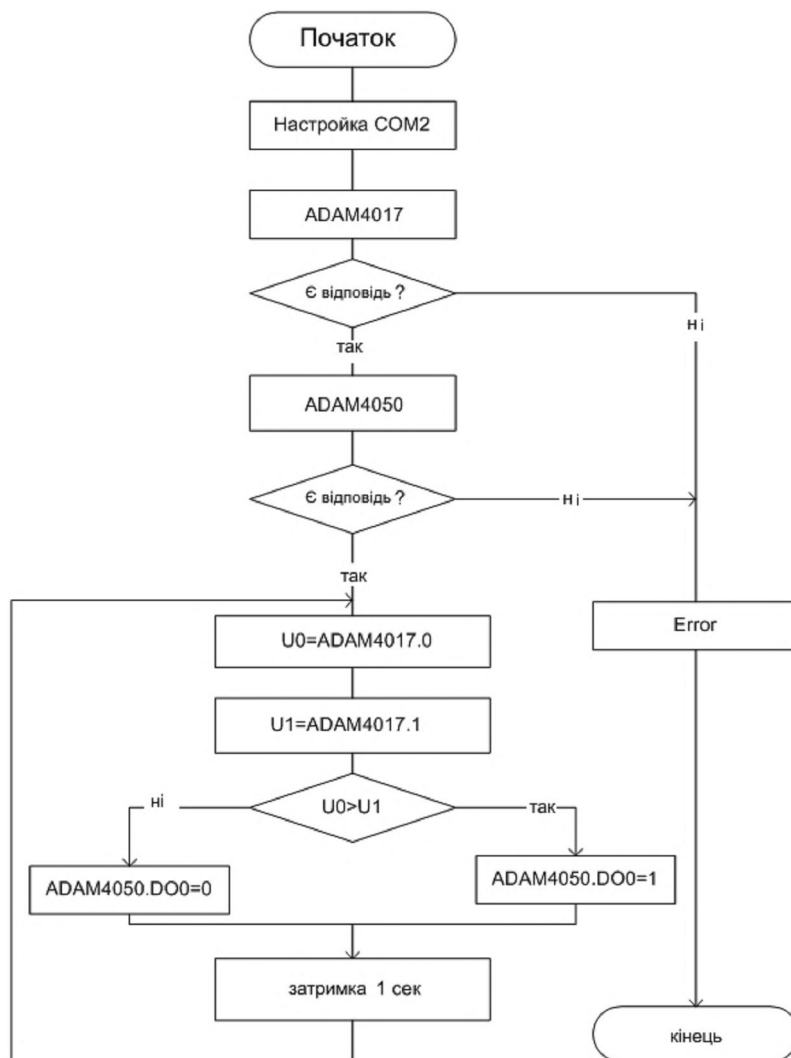 Початок
Настройка COM2
ADAM4017
Є відповідь ?
ні
так
ADAM4050
Є відповідь ?
ні
так
U0=ADAM4017.0
Error
U1=ADAM4017.1
ні
U0>U1
так
ADAM4050.DO0=0
ADAM4050.DO0=1
затримка 1 сек
кінець